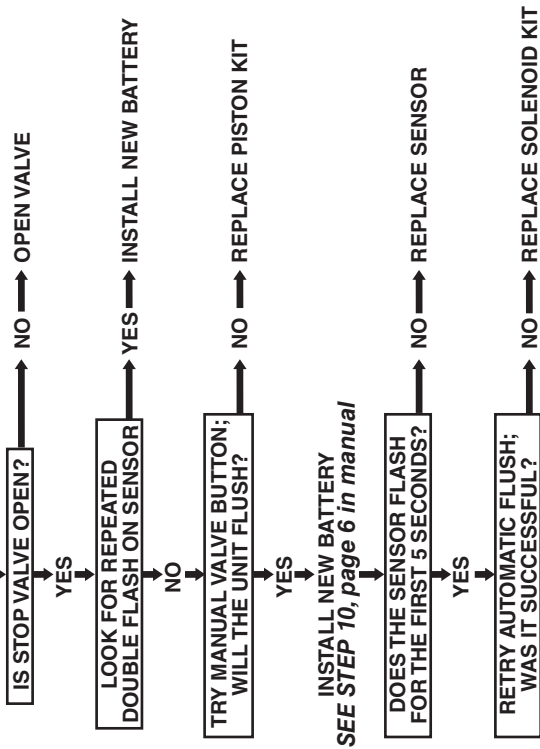 IS STOP VALVE OPEN?
NO
OPEN VALVE
YES
LOOK FOR REPEATED
DOUBLE FLASH ON SENSOR
YES
INSTALL NEW BATTERY
NO
TRY MANUAL VALVE BUTTON;
WILL THE UNIT FLUSH?
NO
REPLACE PISTON KIT
YES
INSTALL NEW BATTERY
SEE STEP 10, page 6 in manual
DOES THE SENSOR FLASH
FOR THE FIRST 5 SECONDS?
NO
REPLACE SENSOR
YES
RETRY AUTOMATIC FLUSH;
WAS IT SUCCESSFUL?
NO
REPLACE SOLENOID KIT